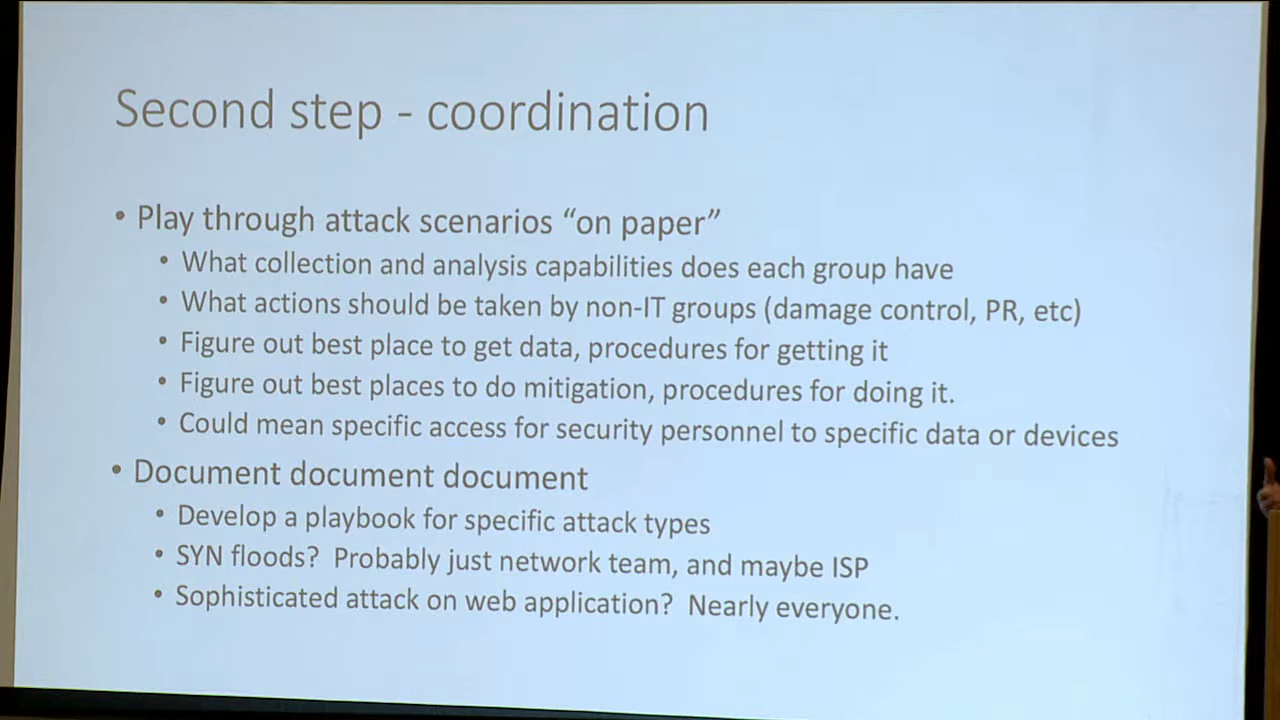 Second step - coordination
• Play through attack scenarios “on paper”
• What collection and analysis capabilities does each group have
• What actions should be taken by non-IT groups (damage control, PR, etc)
• Figure out best place to get data, procedures for getting it
• Figure out best places to do mitigation, procedures for doing it.
• Could mean specific access for security personnel to specific data or devices
• Document document document
• Develop a playbook for specific attack types
• SYN floods?  Probably just network team, and maybe ISP
• Sophisticated attack on web application?  Nearly everyone.